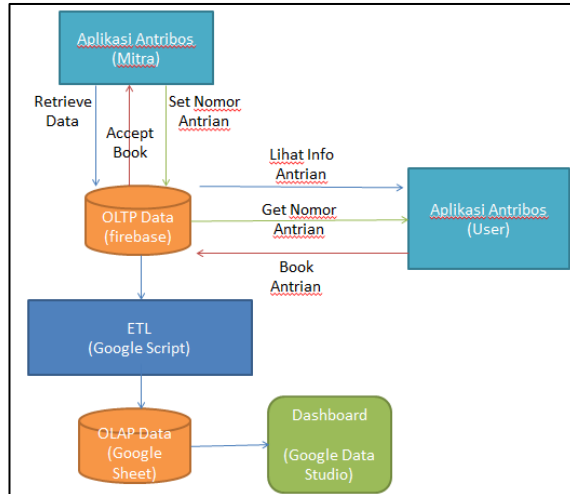 Aplikasi Antribos
(Mitra)
Retrieve
Data
Accept
Book
Set Nomor
Antrian
Lihat Info
Antrian
OLTP Data
(firebase)
Get Nomor
Antrian
Aplikasi Antribos
(User)
Book
Antrian
ETL
(Google Script)
OLAP Data
(Google
Sheet)
Dashboard
(Google Data
Studio)